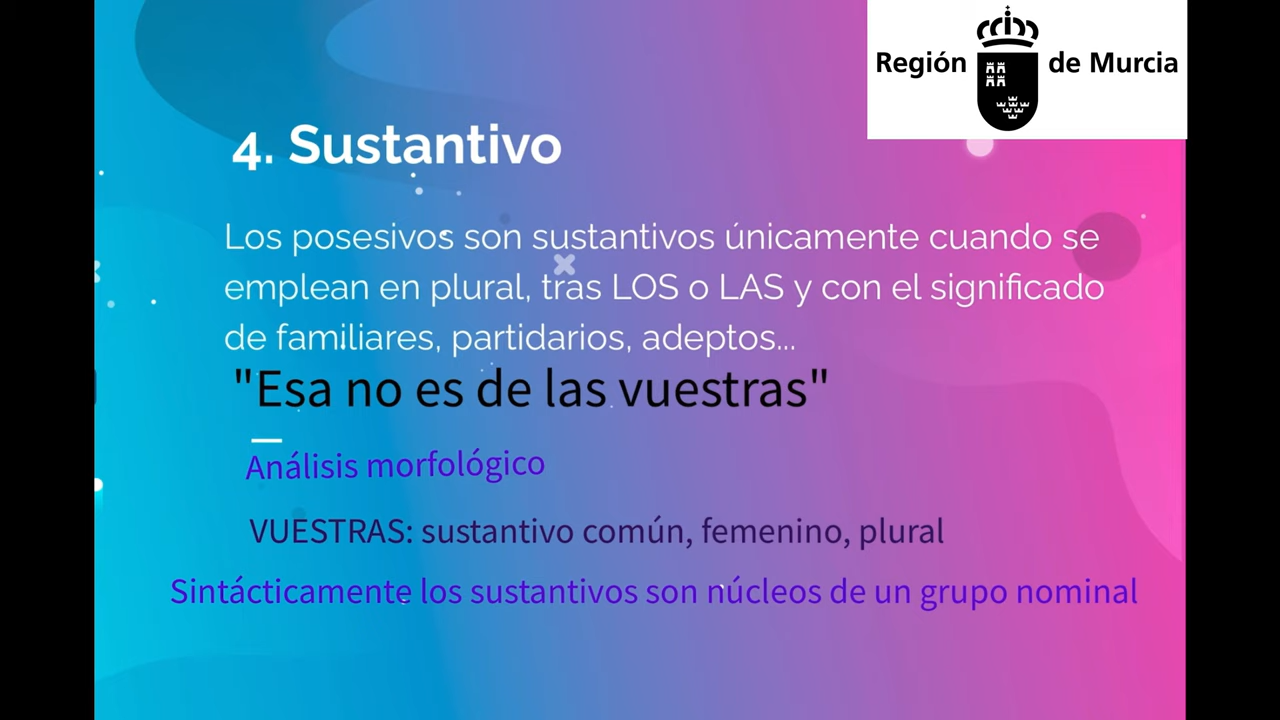 Región de Murcia
4. Sustantivo
Los posesivos son sustantivos únicamente cuando se
emplean en plural, tras LOS o LAS y con el significado
de familiares, partidarios, adeptos...
"Esa no es de las vuestras"
Análisis morfológico
VUESTRAS: sustantivo común, femenino, plural
Sintácticamente los sustantivos son núcleos de un grupo nominal